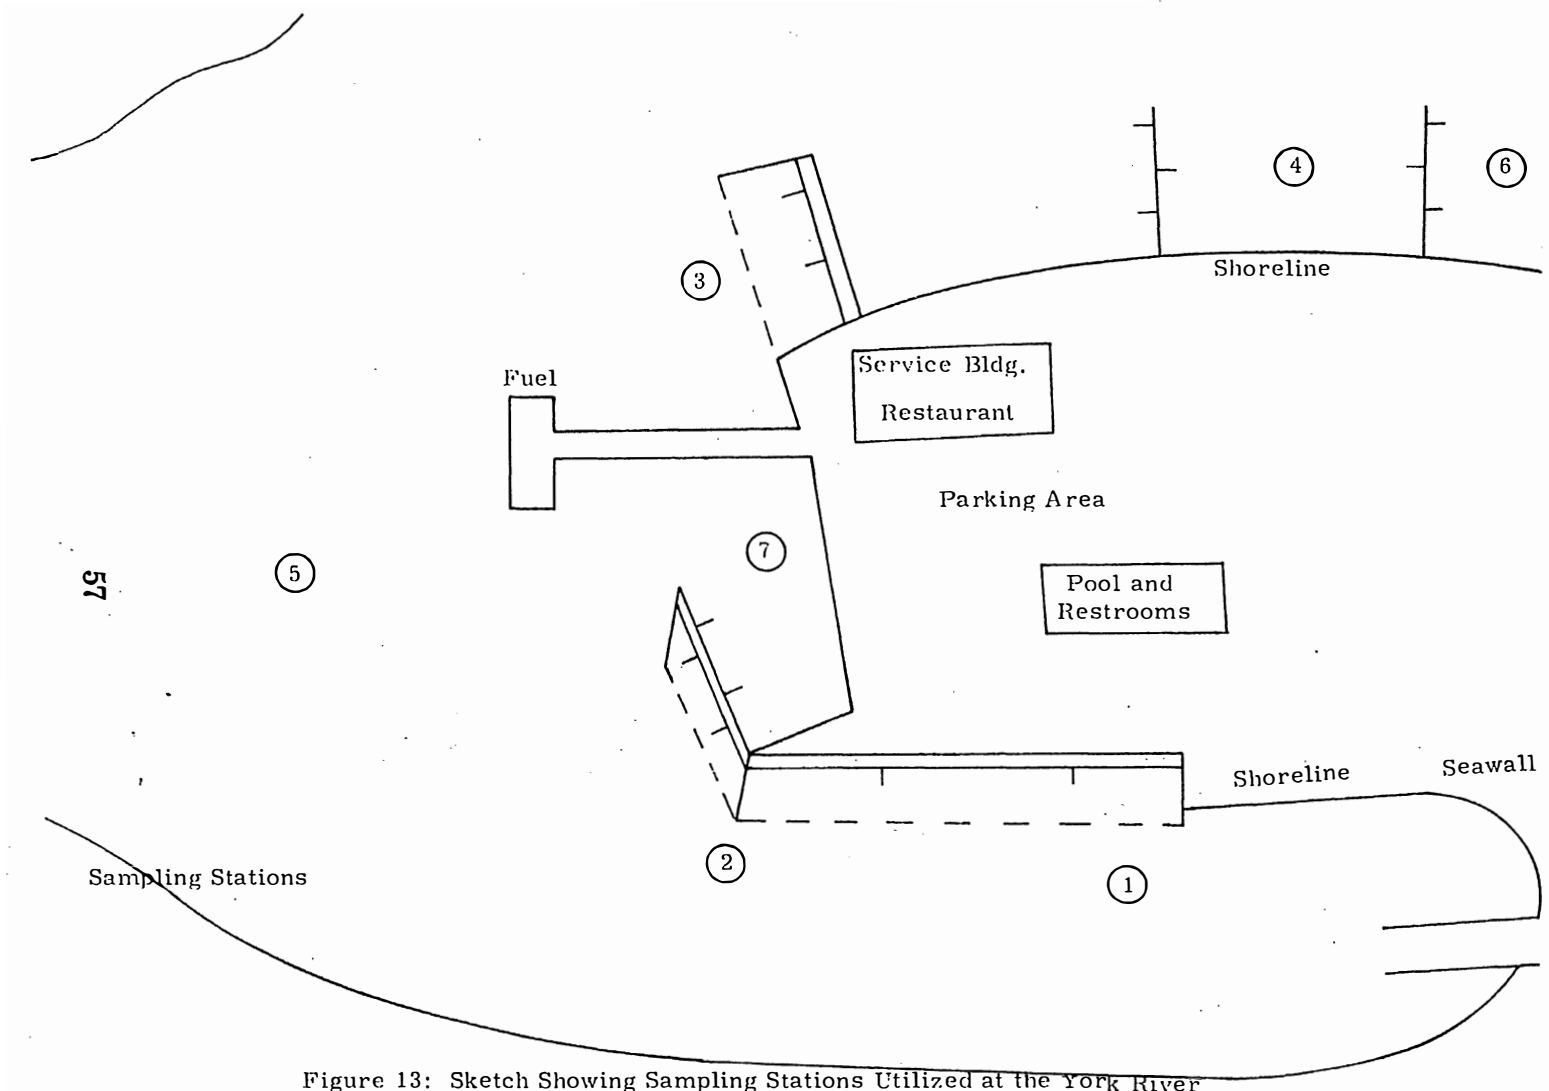 4
6
Shoreline
3
Service Bldg.
Restaurant
Fuel
Parking Area
7
5
57
Pool and
Restrooms
Shoreline
Seawall
2
1
Sampling Stations
Figure 13: Sketch Showing Sampling Stations Utilized at the York River